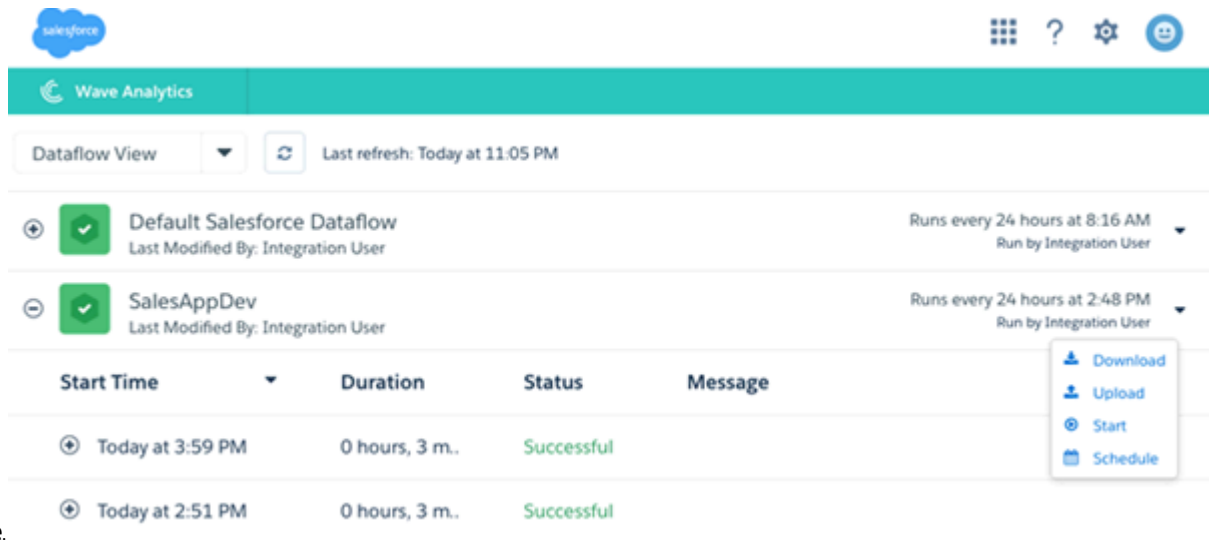 salesforce
?
Wave Analytics
Dataflow View
Last refresh: Today at 11:05 PM
Default Salesforce Dataflow
Last Modified By: Integration User
Runs every 24 hours at 8:16 AM
Run by Integration User
SalesAppDev
Last Modified By: Integration User
Runs every 24 hours at 2:48 PM
Run by Integration User
Download
Upload
Start
Schedule
Start Time Duration Status Message
Today at 3:59 PM 0 hours, 3 m.. Successful
Today at 2:51 PM 0 hours, 3 m.. Successful